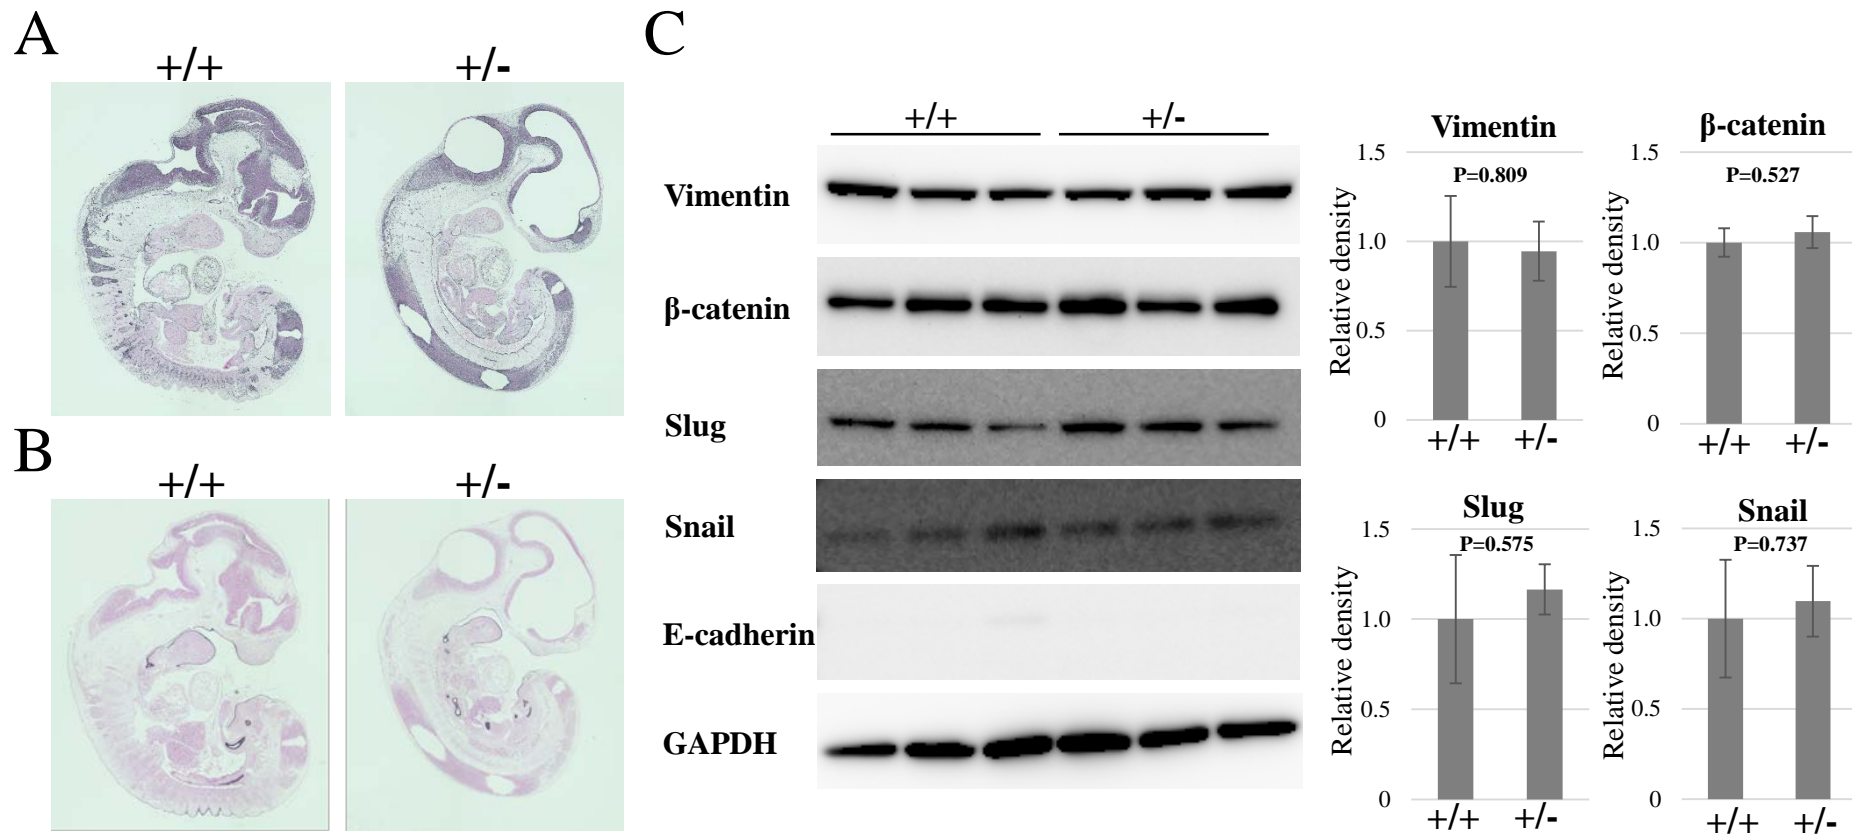 A
+/+
+/-
B
+/+
+/-
C
+/+
+/-
Vimentin
β-catenin
Slug
Snail
E-cadherin
GAPDH
Vimentin
P=0.809
Relative density
1.5
1.0
0.5
0
+/+
+/-
β-catenin
P=0.527
Relative density
1.5
1.0
0.5
0
+/+
+/-
Slug
P=0.575
Relative density
1.5
1.0
0.5
0
+/+
+/-
Snail
P=0.737
Relative density
1.5
1.0
0.5
0
+/+
+/-